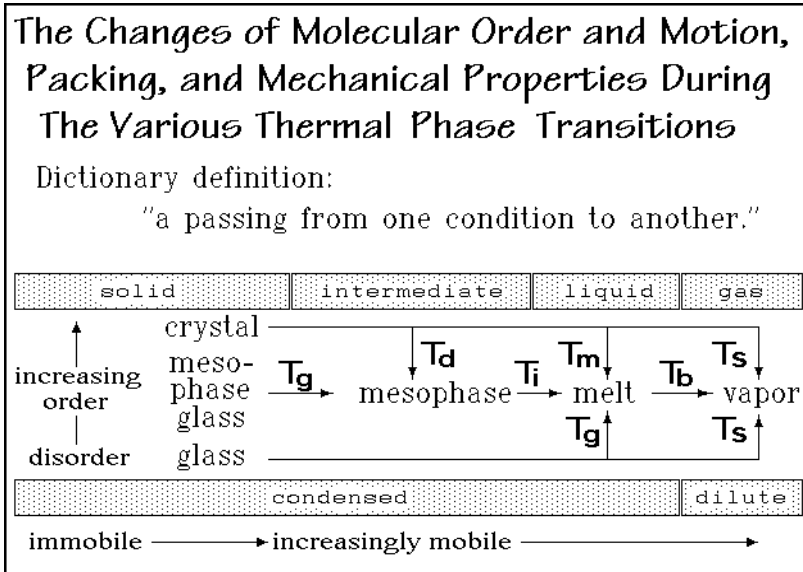 The Changes of Molecular Order and Motion,
Packing, and Mechanical Properties During
The Various Thermal Phase Transitions
Dictionary definition:
"a passing from one condition to another."
solid intermediate liquid gas
crystal
Td Tm Ts
meso-
phase
glass
Tg mesophase Ti melt Tb vapor
increasing
order
Tg Ts
disorder glass
condensed dilute
immobile increasingly mobile